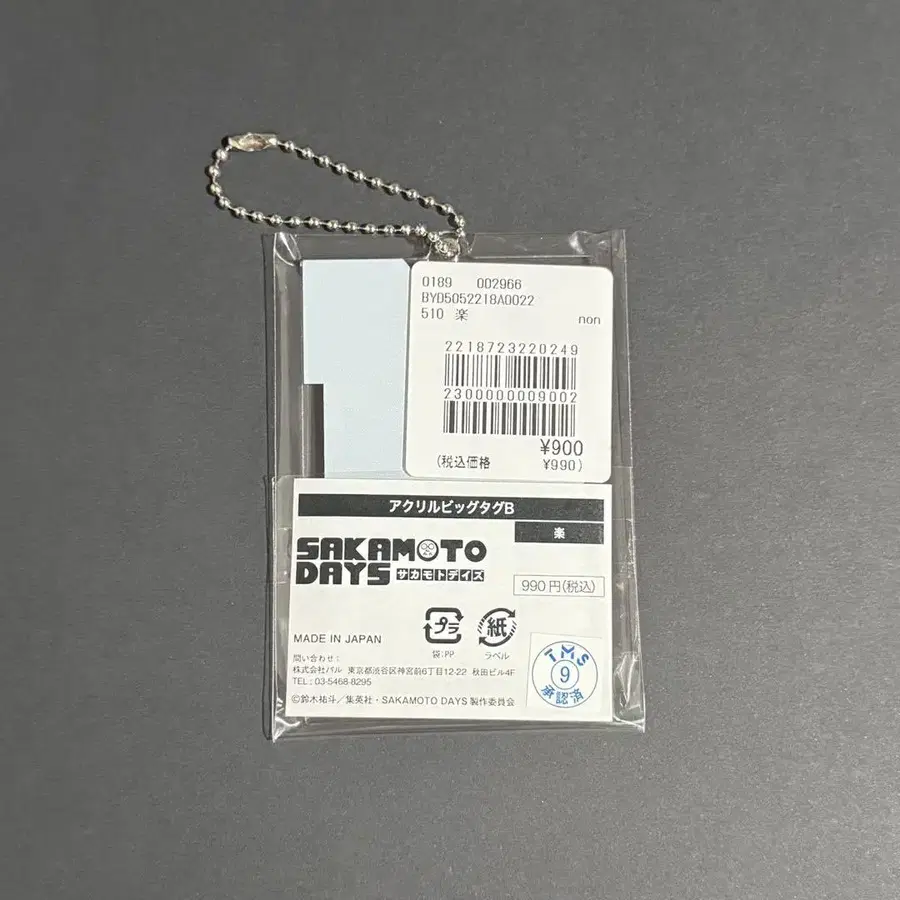 0189 002966
BYD5052218A0022
510 楽 non
2218723220249
2300000009002
¥900
(税込価格 ¥990)
アクリルビッグタグB
楽
SAKAMOTO
DAYS サカモトデイズ
990円(税込)
プラ
紙
袋:PP
ラベル
MADE IN JAPAN
問い合わせ:
株式会社パル 東京都渋谷区神宮前6丁目12-22 秋田ビル4F
TEL:03-5468-8295
©鈴木祐斗/集英社・SAKAMOTO DAYS 製作委員会
TMS
9
承認済